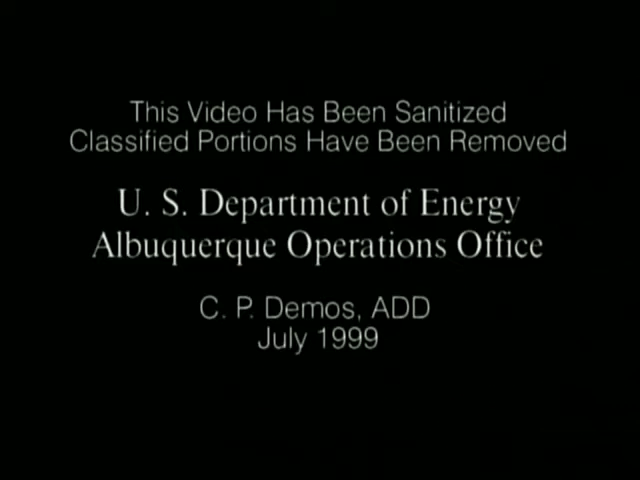 This Video Has Been Sanitized
Classified Portions Have Been Removed
U. S. Department of Energy
Albuquerque Operations Office
C. P. Demos, ADD
July 1999